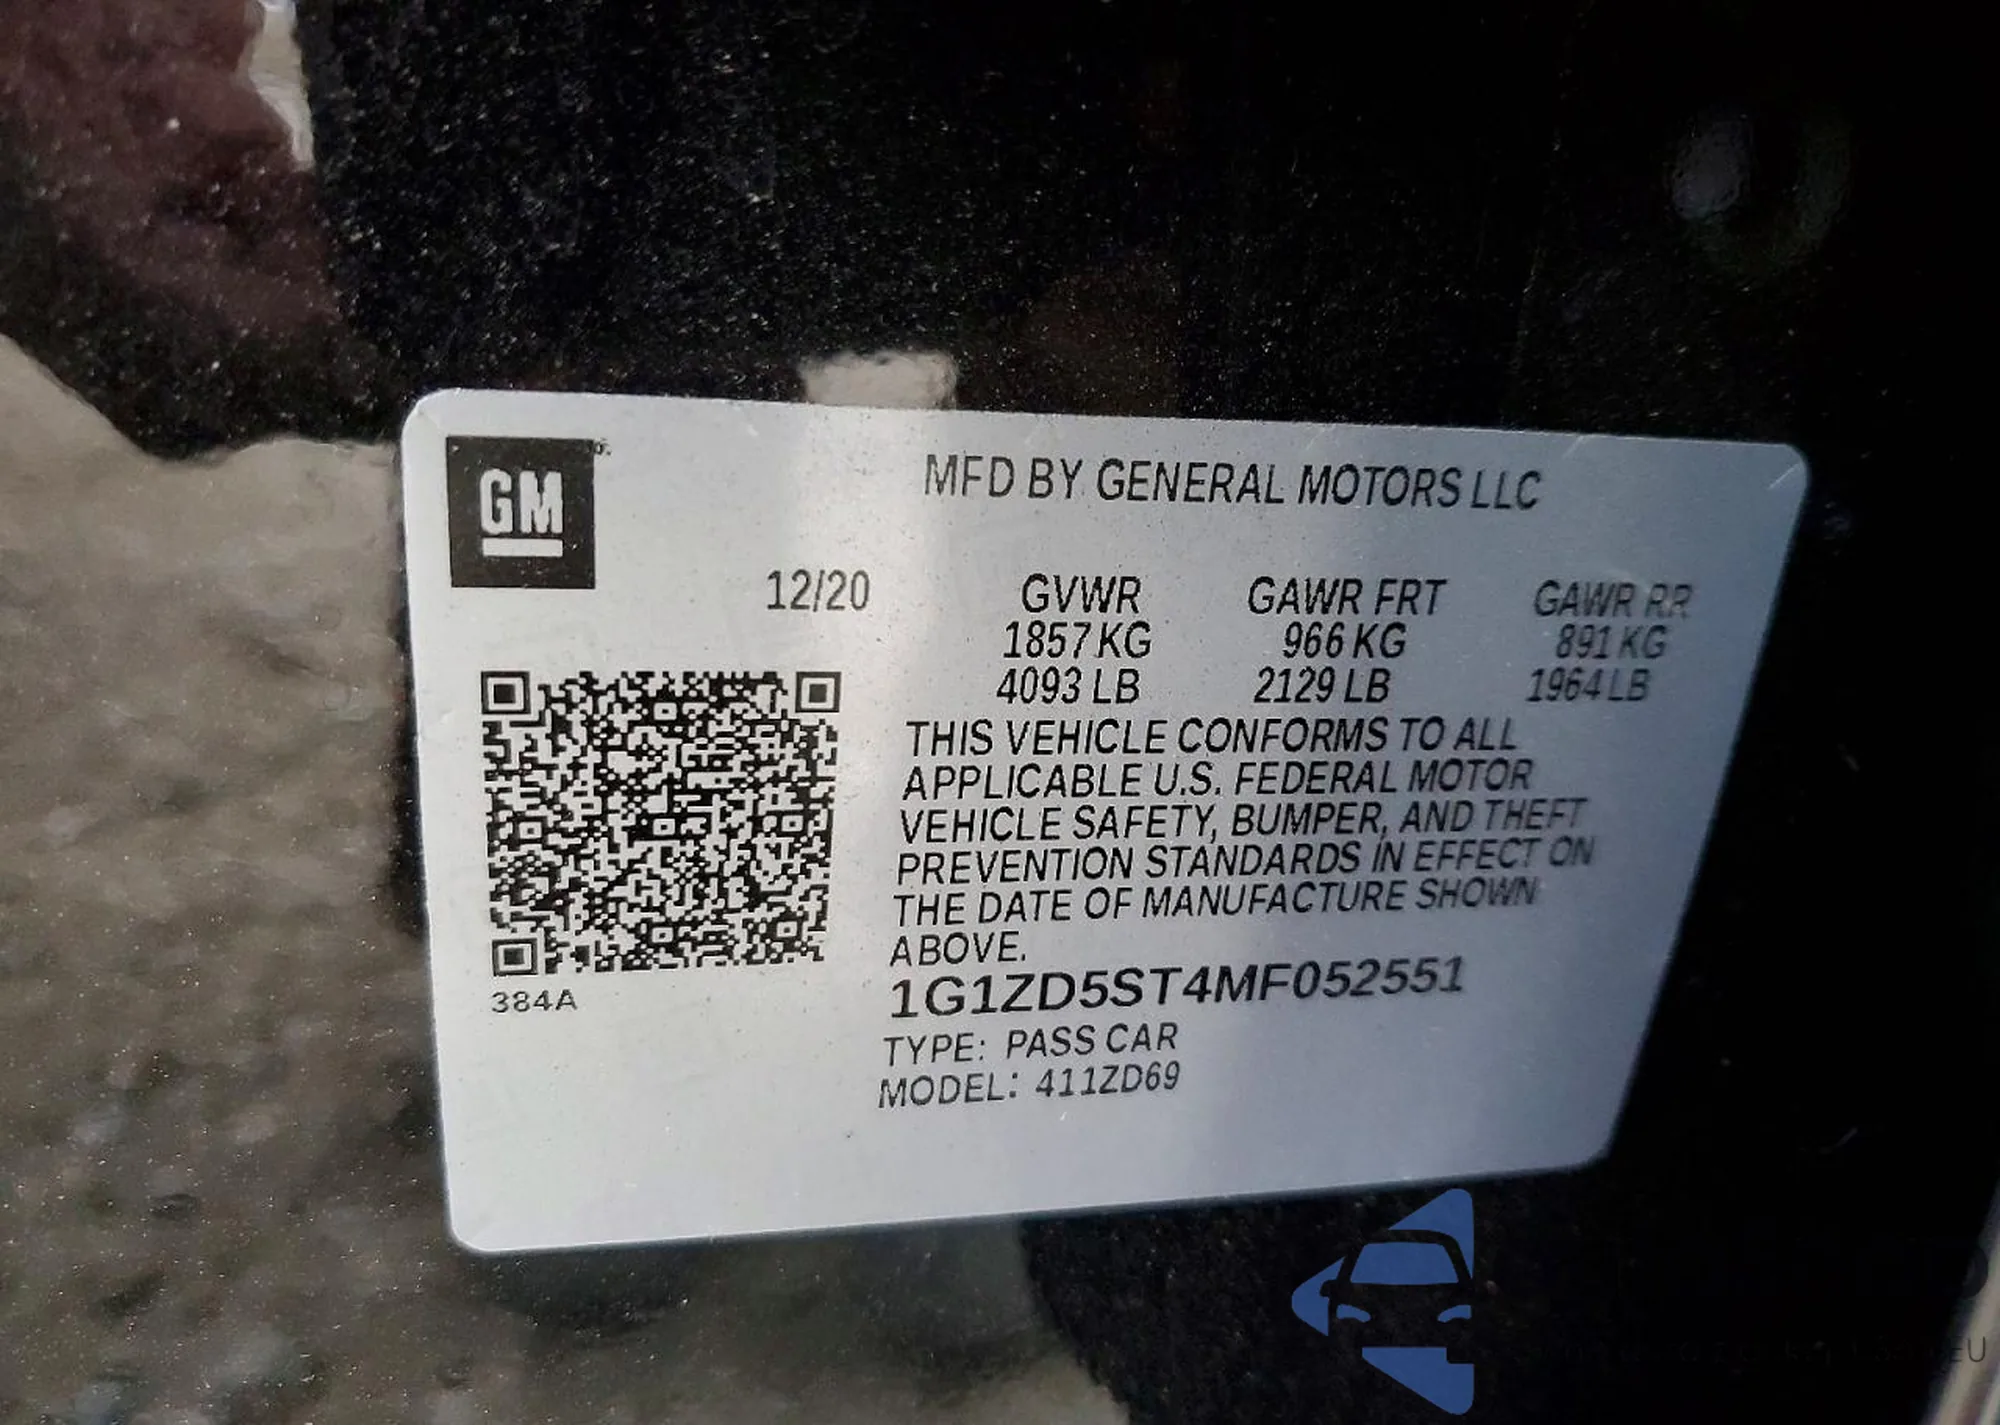 GM
MFD BY GENERAL MOTORS LLC
12/20 GVWR GAWR FRT GAWR RR
1857 KG 966 KG 891 KG
4093 LB 2129 LB 1964 LB
THIS VEHICLE CONFORMS TO ALL
APPLICABLE U.S. FEDERAL MOTOR
VEHICLE SAFETY, BUMPER, AND THEFT
PREVENTION STANDARDS IN EFFECT ON
THE DATE OF MANUFACTURE SHOWN
ABOVE.
384A
1G1ZD5ST4MF052551
TYPE: PASS CAR
MODEL: 411ZD69